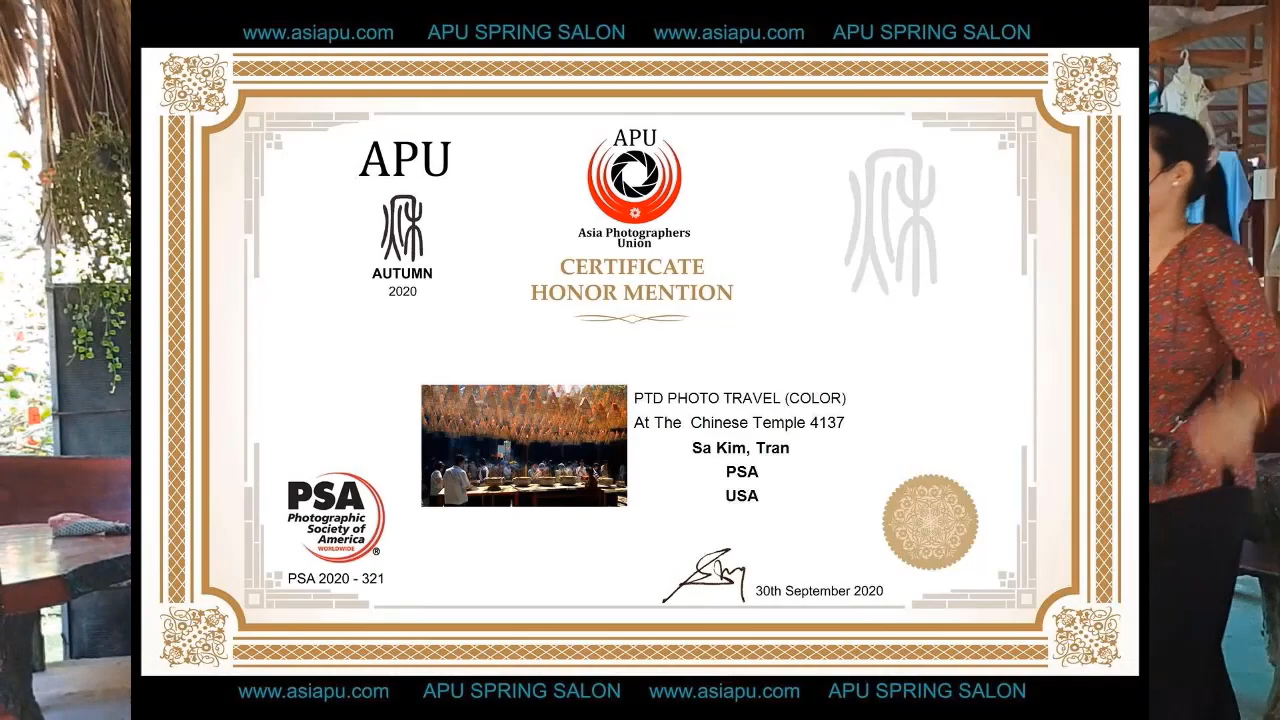 www.asiapu.com APU SPRING SALON www.asiapu.com APU SPRING SALON
APU
AUTUMN
2020
APU
Asia Photographers
Union
CERTIFICATE
HONOR MENTION
PTD PHOTO TRAVEL (COLOR)
At The Chinese Temple 4137
Sa Kim, Tran
PSA
USA
PSA
Photographic
Society of
America
WORLDWIDE
®
PSA 2020 - 321
30th September 2020
www.asiapu.com APU SPRING SALON www.asiapu.com APU SPRING SALON